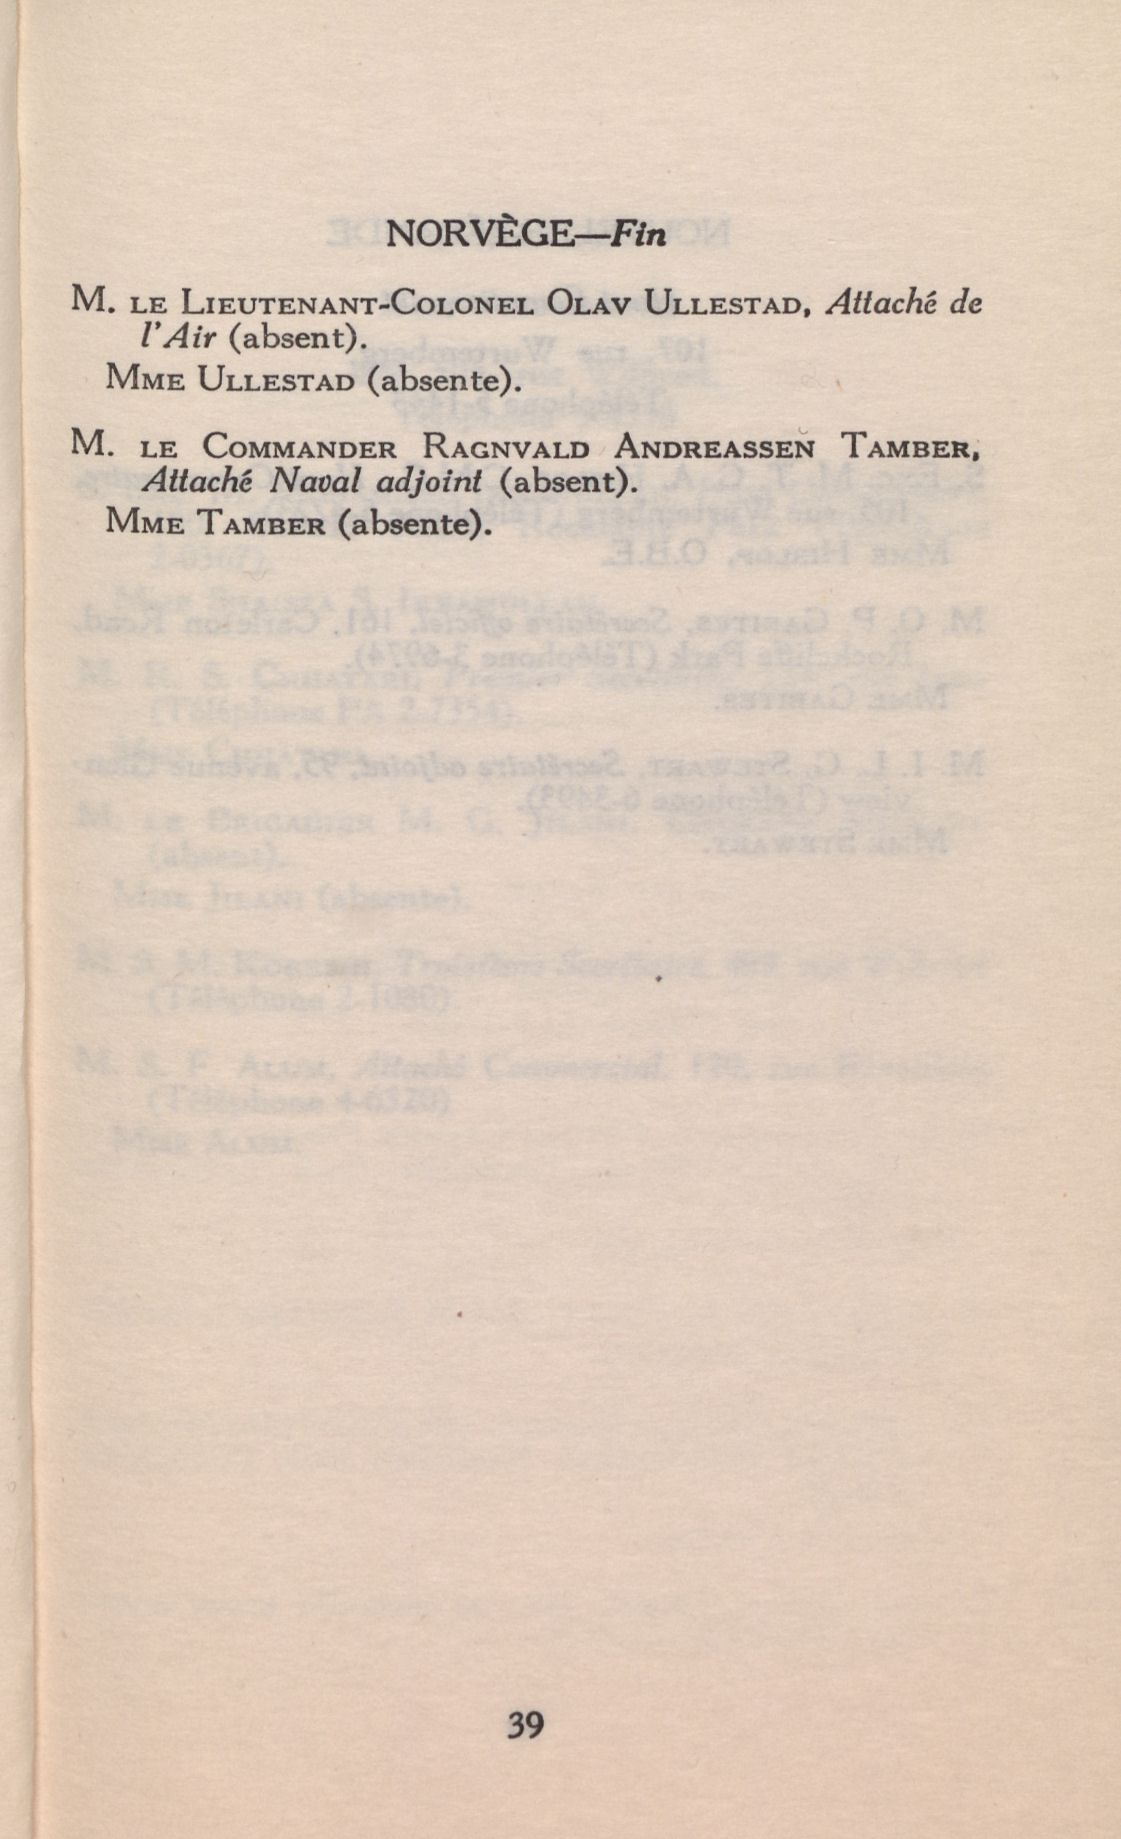 NORVÈGE—Fin
M. LE LIEUTENANT-COLONEL OLAV ULLESTAD, Attaché de
l'Air (absent).
MME ULLESTAD (absente).
M. LE COMMANDER RAGNVALD ANDREASSEN TAMBER,
Attaché Naval adjoint (absent).
MME TAMBER (absente).
39